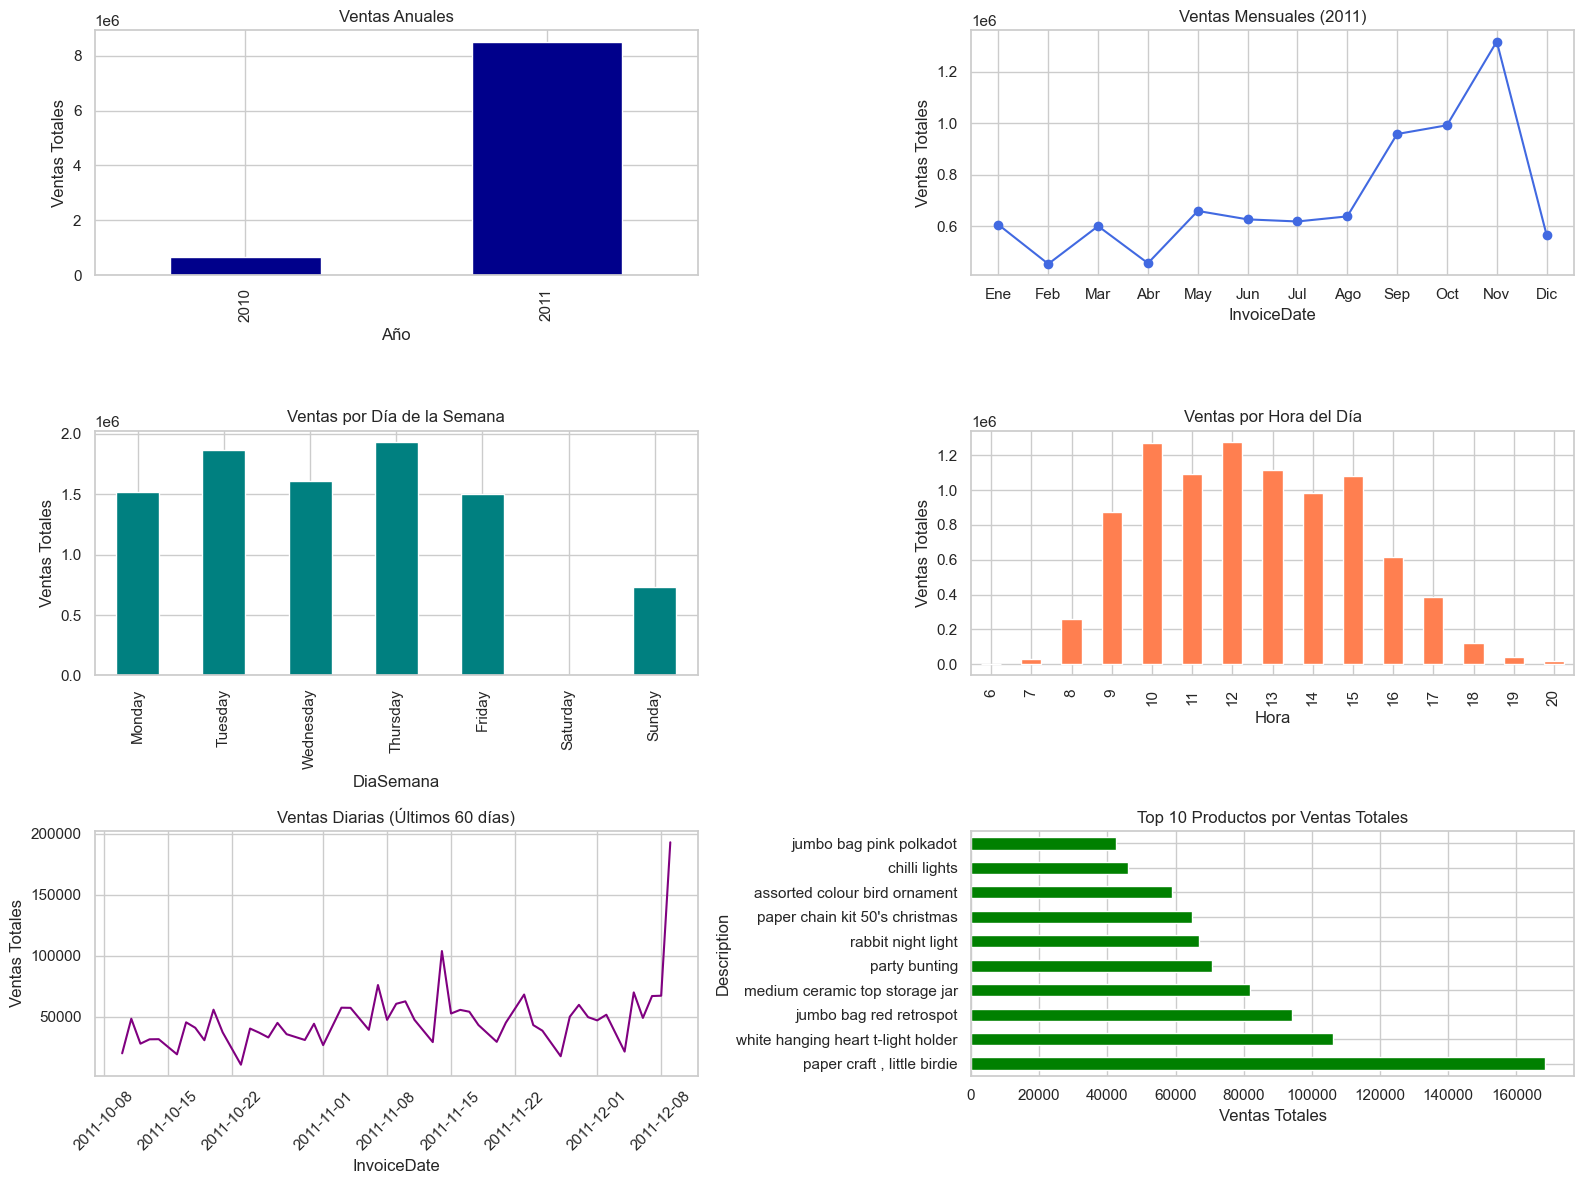 Ventas Anuales
1e6
8
6
4
2
0
Ventas Totales
2010
2011
Año
Ventas Mensuales (2011)
1e6
1.2
1.0
0.8
0.6
Ventas Totales
Ene Feb Mar Abr May Jun Jul Ago Sep Oct Nov Dic
InvoiceDate
Ventas por Día de la Semana
1e6
2.0
1.5
1.0
0.5
0.0
Ventas Totales
Monday
Tuesday
Wednesday
Thursday
Friday
Saturday
Sunday
DiaSemana
Ventas por Hora del Día
1e6
1.2
1.0
0.8
0.6
0.4
0.2
0.0
Ventas Totales
6
7
8
9
10
11
12
13
14
15
16
17
18
19
20
Hora
Ventas Diarias (Últimos 60 días)
200000
150000
100000
50000
Ventas Totales
2011-10-08
2011-10-15
2011-10-22
2011-11-01
2011-11-08
2011-11-15
2011-11-22
2011-12-01
2011-12-08
InvoiceDate
Top 10 Productos por Ventas Totales
jumbo bag pink polkadot
chilli lights
assorted colour bird ornament
paper chain kit 50's christmas
rabbit night light
party bunting
medium ceramic top storage jar
jumbo bag red retrospot
white hanging heart t-light holder
paper craft , little birdie
Description
0 20000 40000 60000 80000 100000 120000 140000 160000
Ventas Totales